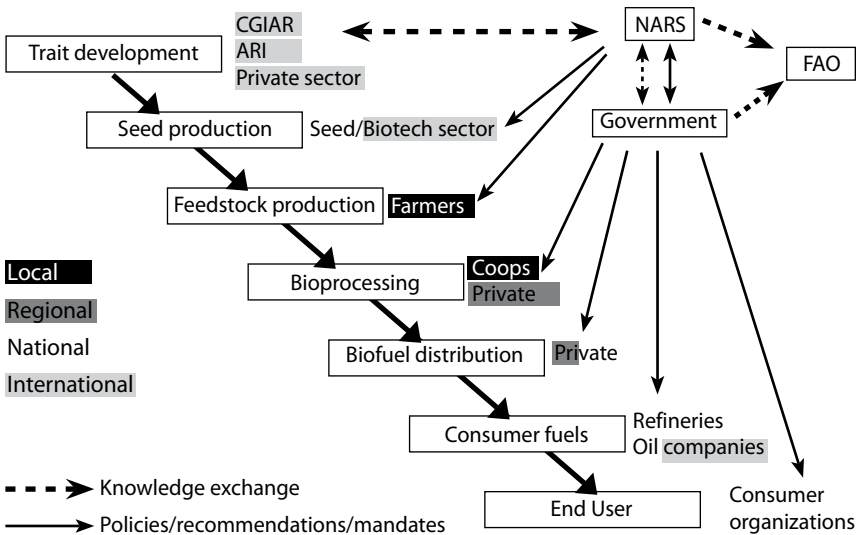 CGIAR
ARI
Private sector
NARS
FAO
Trait development
Seed production
Seed/Biotech sector
Government
Feedstock production
Farmers
Local
Regional
National
International
Bioprocessing
Coops
Private
Biofuel distribution
Private
Consumer fuels
Refineries
Oil companies
End User
Consumer
organizations
Knowledge exchange
Policies/recommendations/mandates